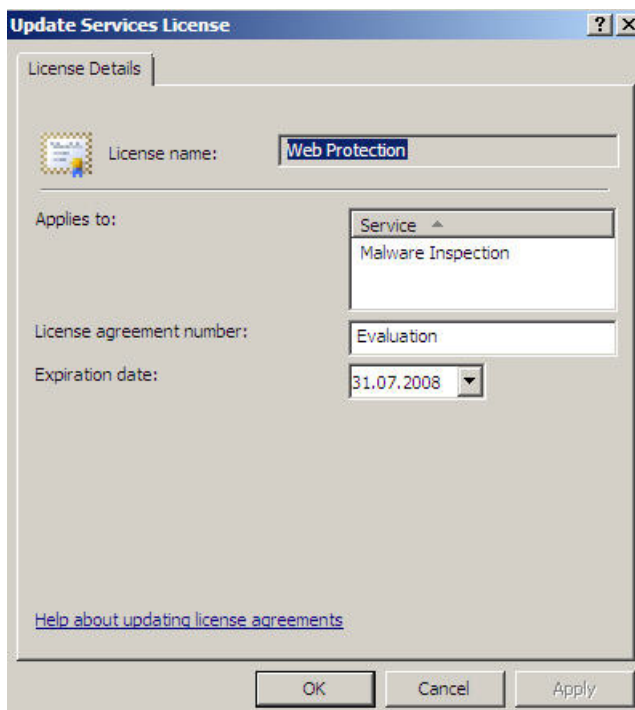 Update Services License
License Details
License name: Web Protection
Applies to:
Service
Malware Inspection
License agreement number: Evaluation
Expiration date: 31.07.2008
Help about updating license agreements
OK Cancel Apply